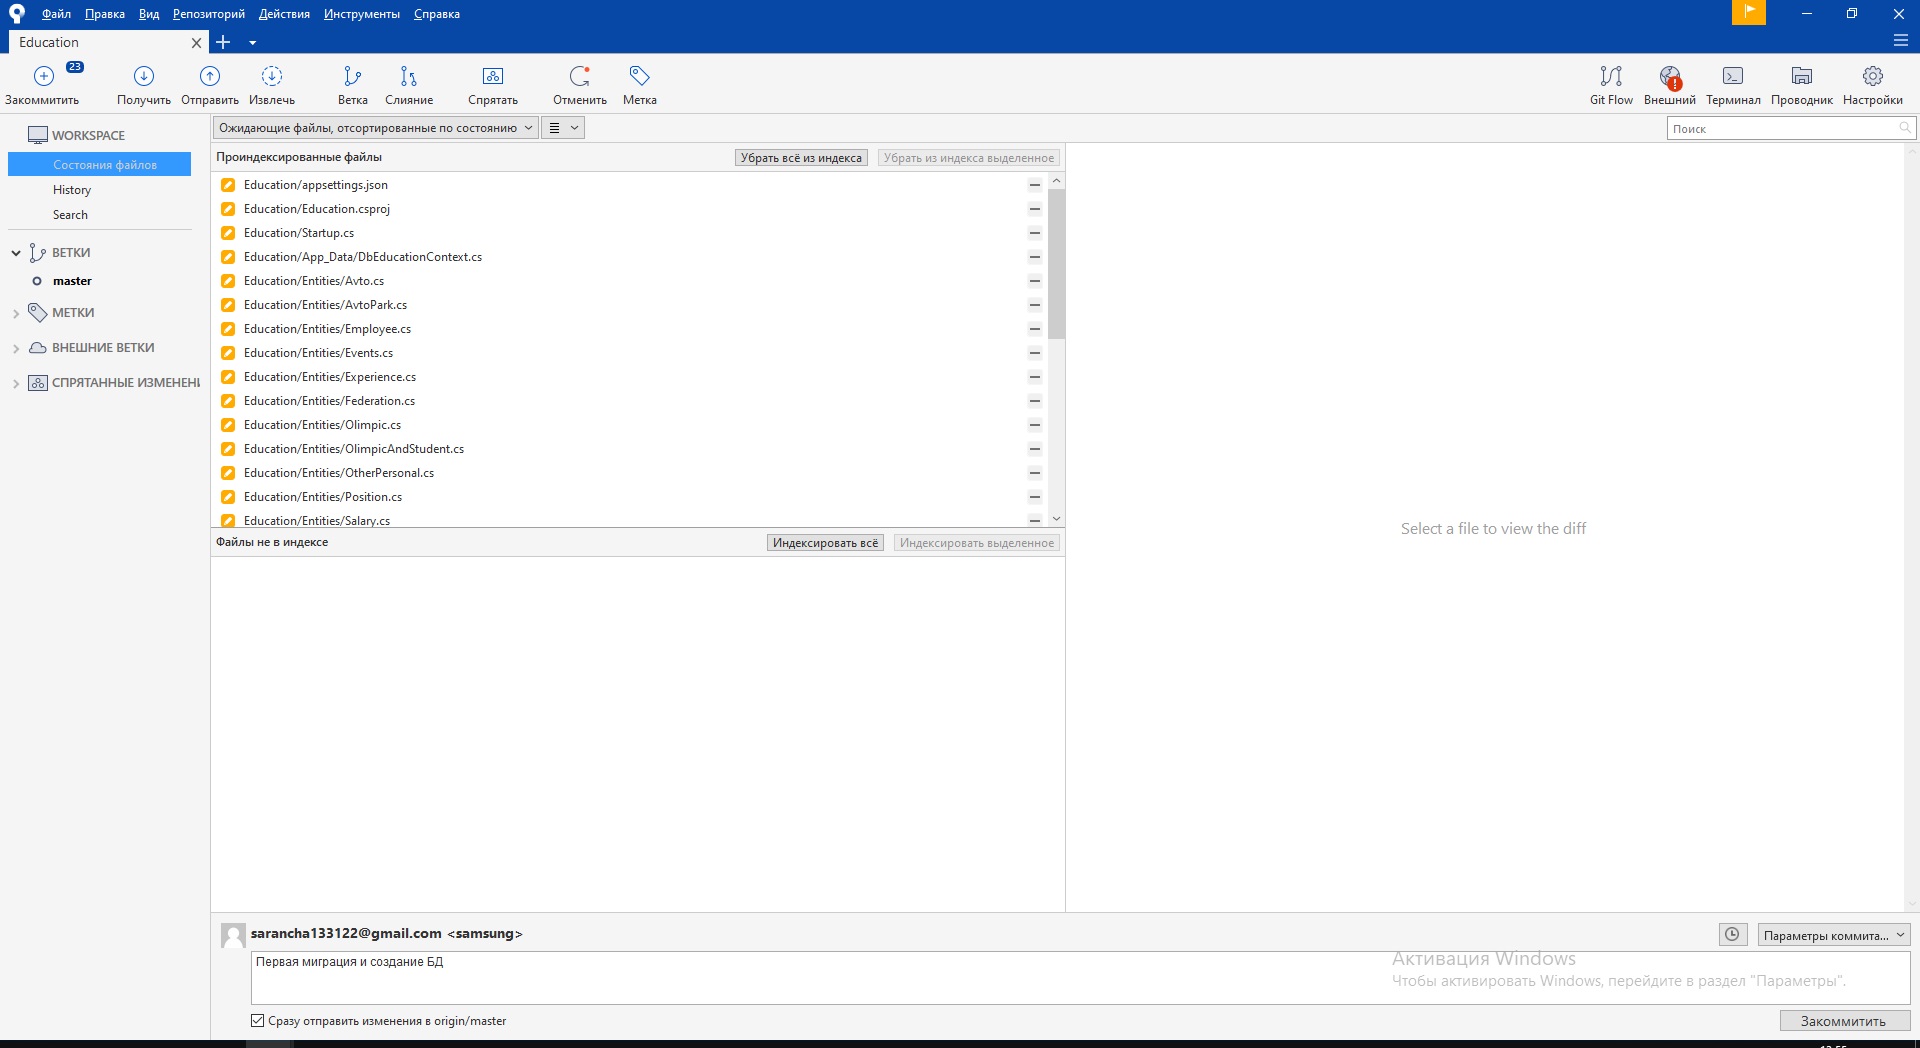 Файл Правка Вид Репозиторий Действия Инструменты Справка
Education
23
Закоммитить Получить Отправить Извлечь Ветка Слияние Спрятать Отменить Метка Git Flow Внешний Терминал Проводник Настройки
WORKSPACE
Состояния файлов
History
Search
ВЕТКИ
master
МЕТКИ
ВНЕШНИЕ ВЕТКИ
СПРЯТАННЫЕ ИЗМЕНЕНИ
Ожидающие файлы, отсортированные по состоянию
Поиск
Проиндексированные файлы Убрать всё из индекса Убрать из индекса выделенное
Education/appsettings.json
Education/Education.csproj
Education/Startup.cs
Education/App_Data/DbEducationContext.cs
Education/Entities/Avto.cs
Education/Entities/AvtoPark.cs
Education/Entities/Employee.cs
Education/Entities/Events.cs
Education/Entities/Experience.cs
Education/Entities/Federation.cs
Education/Entities/Olimpic.cs
Education/Entities/OlimpicAndStudent.cs
Education/Entities/OtherPersonal.cs
Education/Entities/Position.cs
Education/Entities/Salary.cs
Файлы не в индексе Индексировать всё Индексировать выделенное
Select a file to view the diff
sarancha133122@gmail.com <samsung>
Параметры коммита...
Первая миграция и создание БД
Активация Windows
Чтобы активировать Windows, перейдите в раздел "Параметры".
Сразу отправить изменения в origin/master
Закоммитить